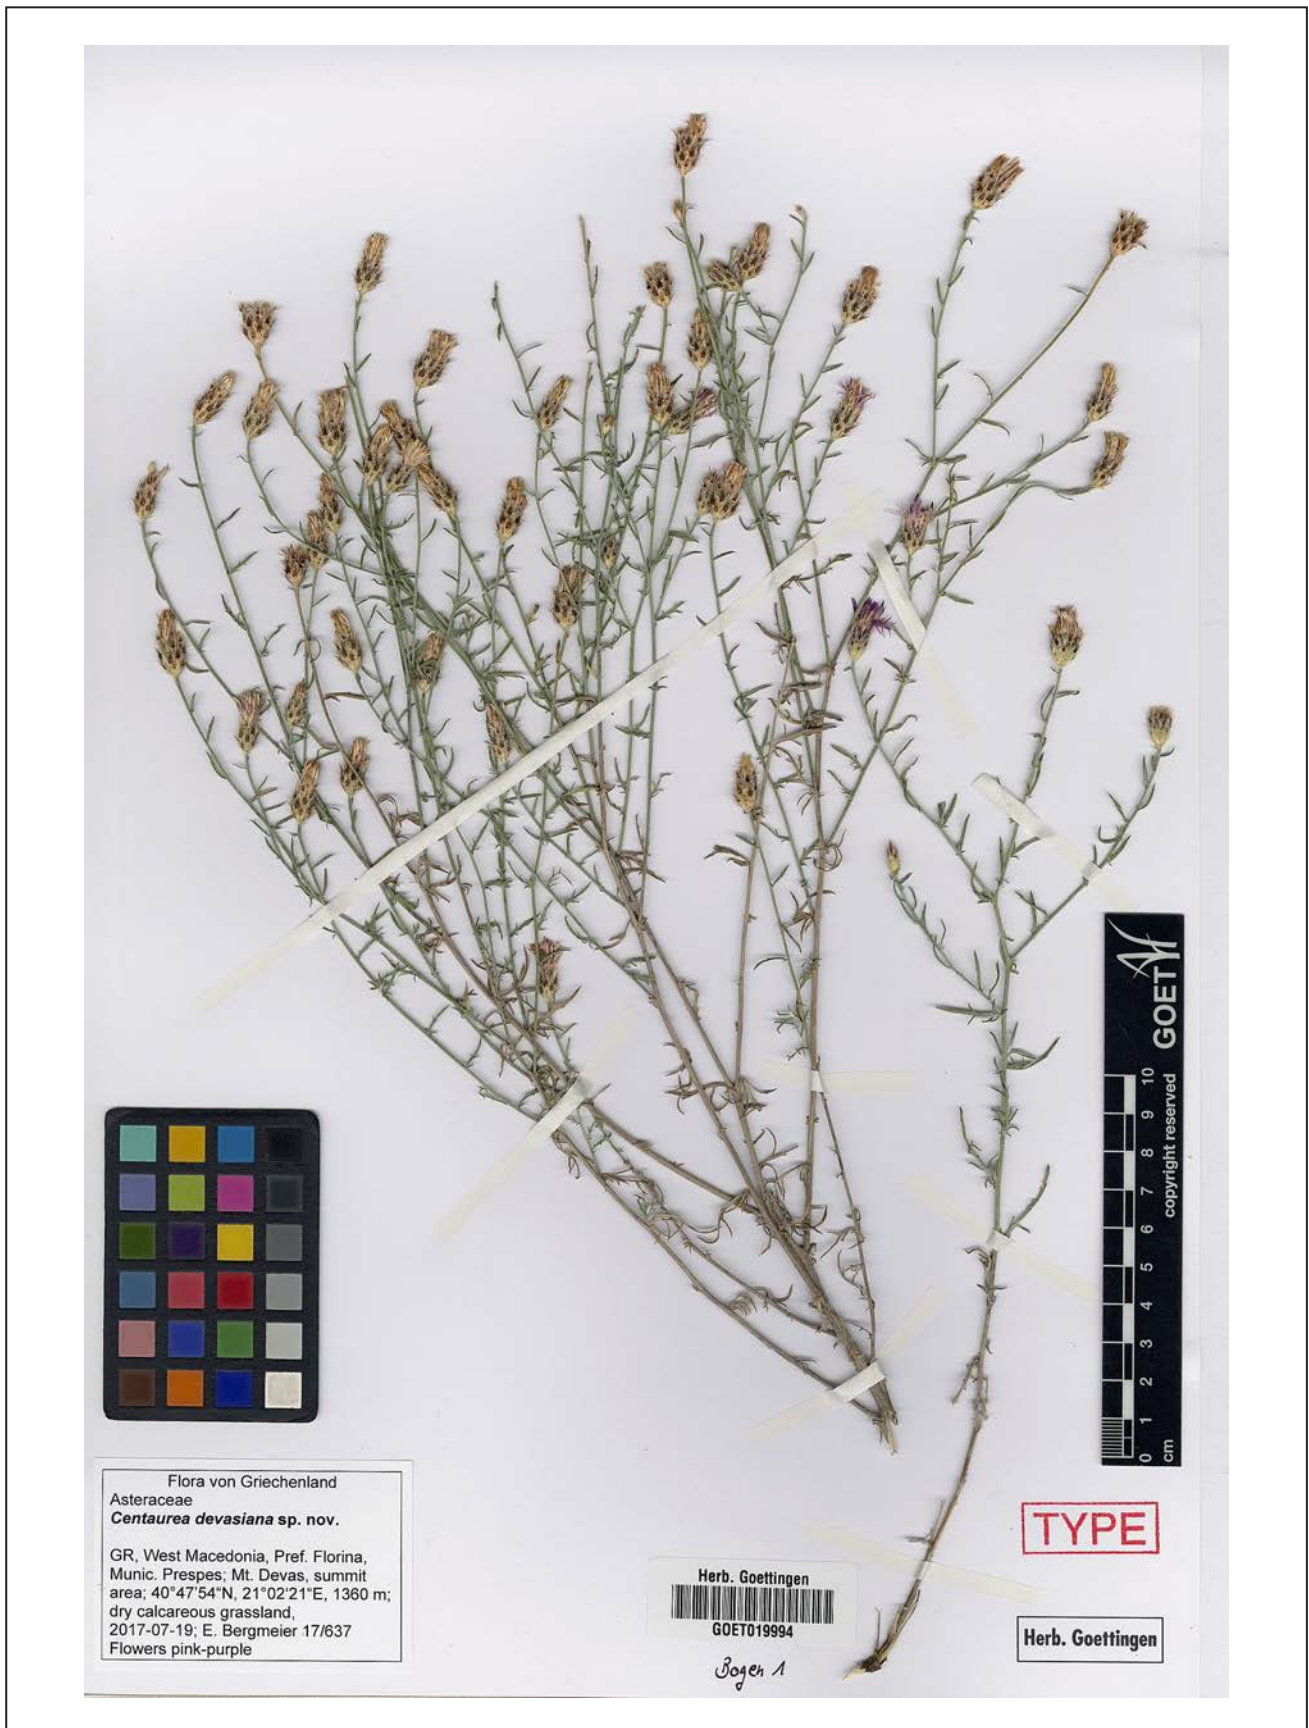 GOET
copyright reserved
0 1 2 3 4 5 6 7 8 9 10
cm
Flora von Griechenland
Asteraceae
Centaurea devasiana sp. nov.
GR, West Macedonia, Pref. Florina,
Munic. Prespes; Mt. Devas, summit
area; 40°47'54"N, 21°02'21"E, 1360 m;
dry calcareous grassland,
2017-07-19; E. Bergmeier 17/637
Flowers pink-purple
Herb. Goettingen
GOET019994
Bogen 1
TYPE
Herb. Goettingen